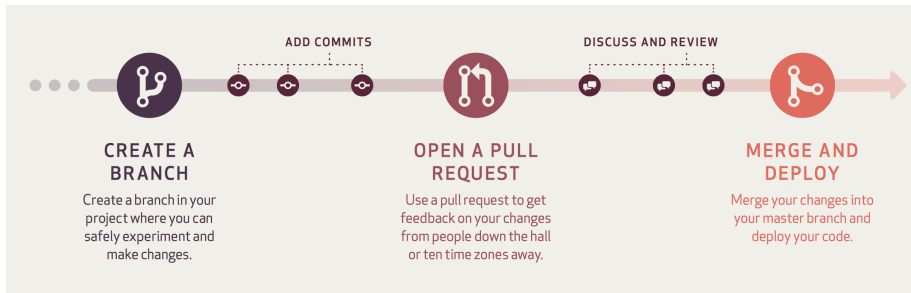 ADD COMMITS
DISCUSS AND REVIEW
CREATE A
BRANCH
Create a branch in your
project where you can
safely experiment and
make changes.
OPEN A PULL
REQUEST
Use a pull request to get
feedback on your changes
from people down the hall
or ten time zones away.
MERGE AND
DEPLOY
Merge your changes into
your master branch and
deploy your code.